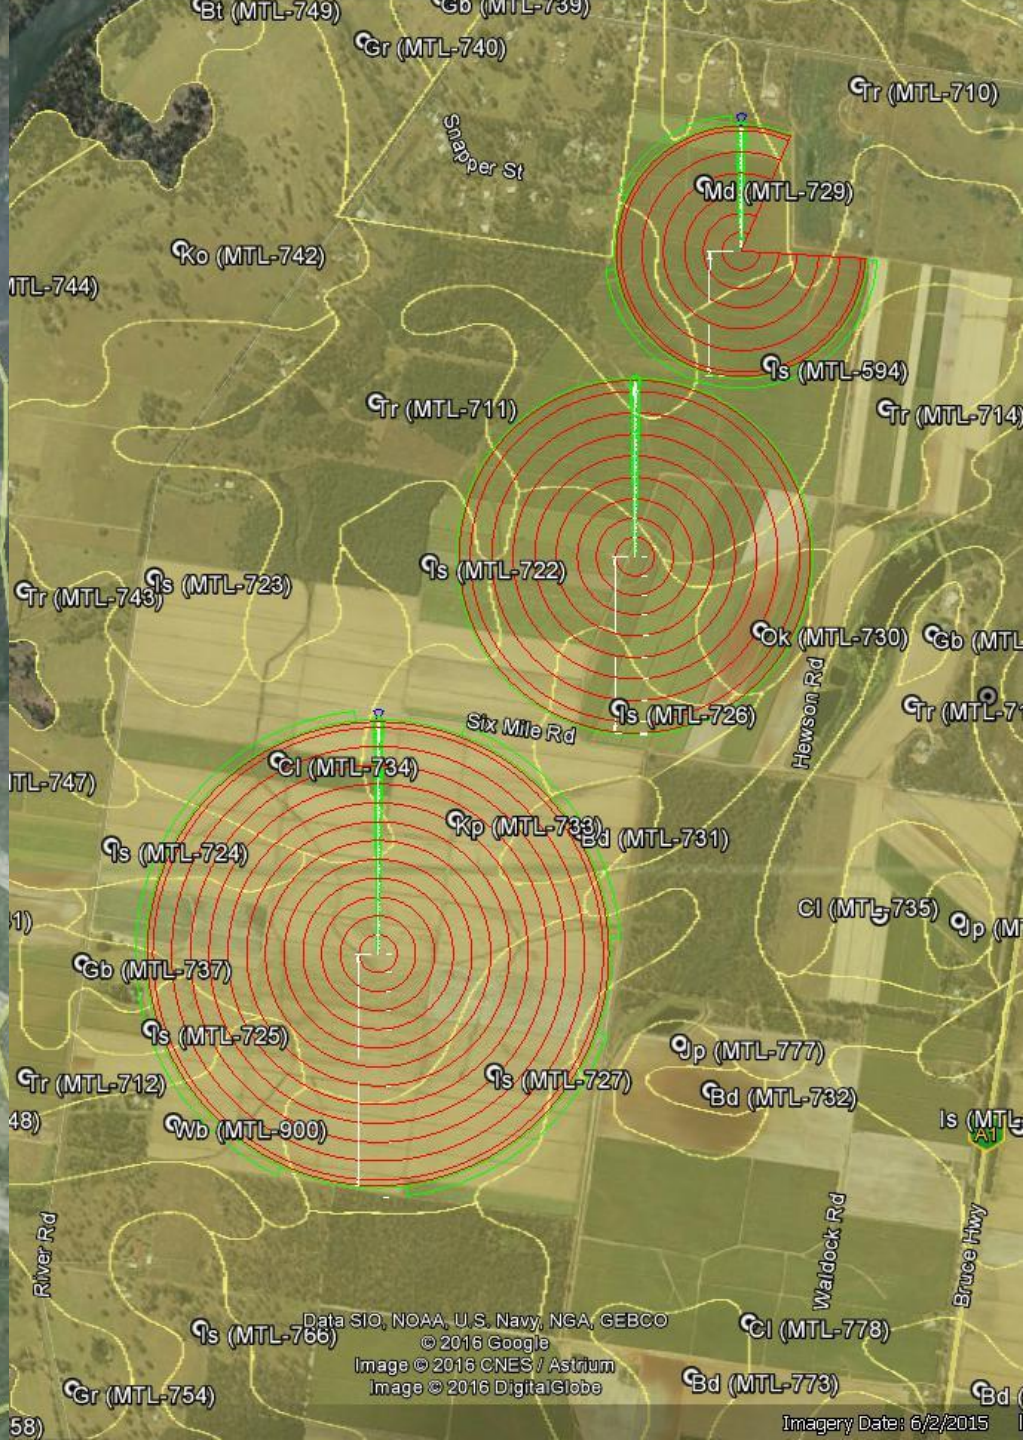 Bt (MTL-749)
Gb (MTL-739)
Gr (MTL-740)
Tr (MTL-710)
Snapper St
Md (MTL-729)
Ko (MTL-742)
MTL-744)
Is (MTL-594)
Tr (MTL-711)
Tr (MTL-714)
Is (MTL-722)
Is (MTL-723)
Tr (MTL-743)
Ok (MTL-730)
Gb (MTL
Hewson Rd
Tr (MTL-71
Is (MTL-726)
Six Mile Rd
Cl (MTL-734)
MTL-747)
Kp (MTL-733)
Bd (MTL-731)
Is (MTL-724)
Cl (MTL-735)
Jp (M
1)
Gb (MTL-737)
Is (MTL-725)
Jp (MTL-777)
Tr (MTL-712)
Is (MTL-727)
Bd (MTL-732)
48)
Wb (MTL-900)
Is (MTL
A1
River Rd
Waldock Rd
Bruce Hwy
Data SIO, NOAA, U.S. Navy, NGA, GEBCO
Is (MTL-766)
Cl (MTL-778)
© 2016 Google
Image © 2016 CNES / Astrium
Image © 2016 DigitalGlobe
Gr (MTL-754)
Bd (MTL-773)
Bd (
58)
Imagery Date: 6/2/2015